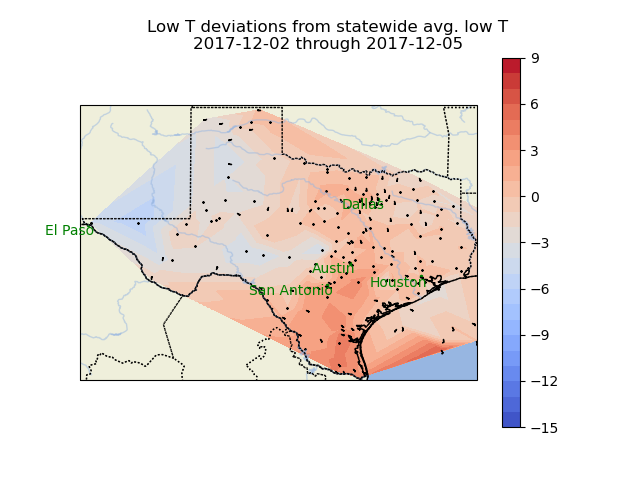 Low T deviations from statewide avg. low T
2017-12-02 through 2017-12-05
9
6
3
0
−3
−6
−9
−12
−15
Dallas
El Paso
Austin
San Antonio
Houston